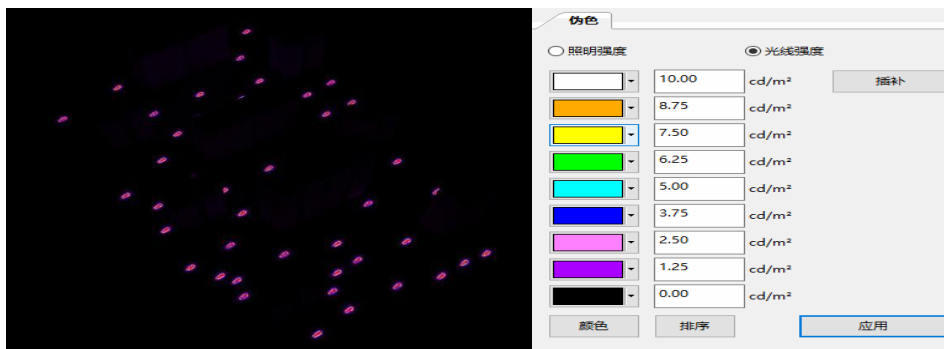 伪色
照明强度 光线强度
10.00 cd/m² 插补
8.75 cd/m²
7.50 cd/m²
6.25 cd/m²
5.00 cd/m²
3.75 cd/m²
2.50 cd/m²
1.25 cd/m²
0.00 cd/m²
颜色 排序 应用